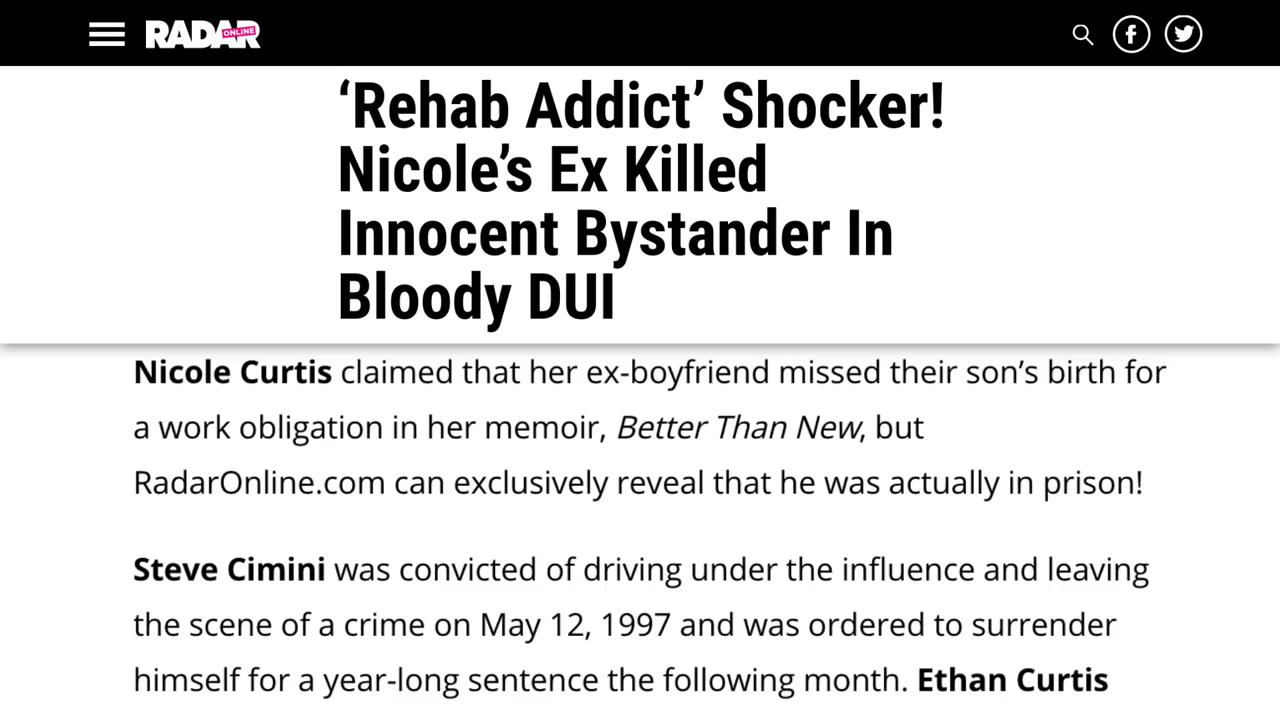 RADAR ONLINE
‘Rehab Addict’ Shocker!
Nicole’s Ex Killed
Innocent Bystander In
Bloody DUI
Nicole Curtis claimed that her ex-boyfriend missed their son’s birth for
a work obligation in her memoir, Better Than New, but
RadarOnline.com can exclusively reveal that he was actually in prison!
Steve Cimini was convicted of driving under the influence and leaving
the scene of a crime on May 12, 1997 and was ordered to surrender
himself for a year-long sentence the following month. Ethan Curtis